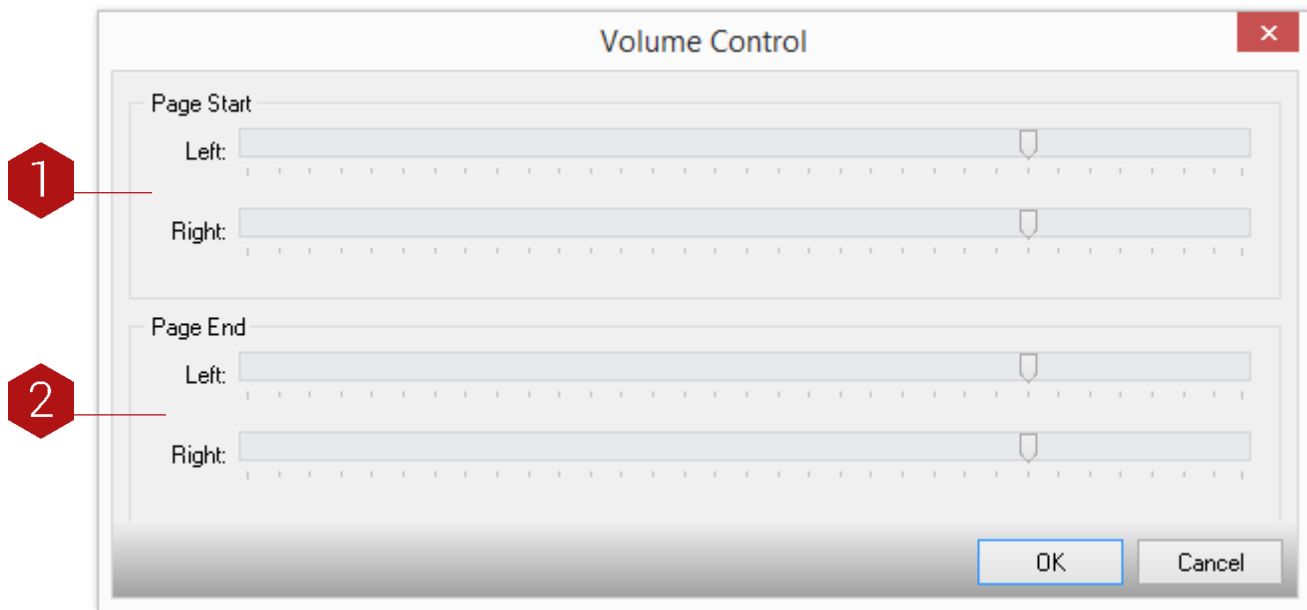 Volume Control
Page Start
Left:
1
Right:
Page End
Left:
2
Right:
OK Cancel